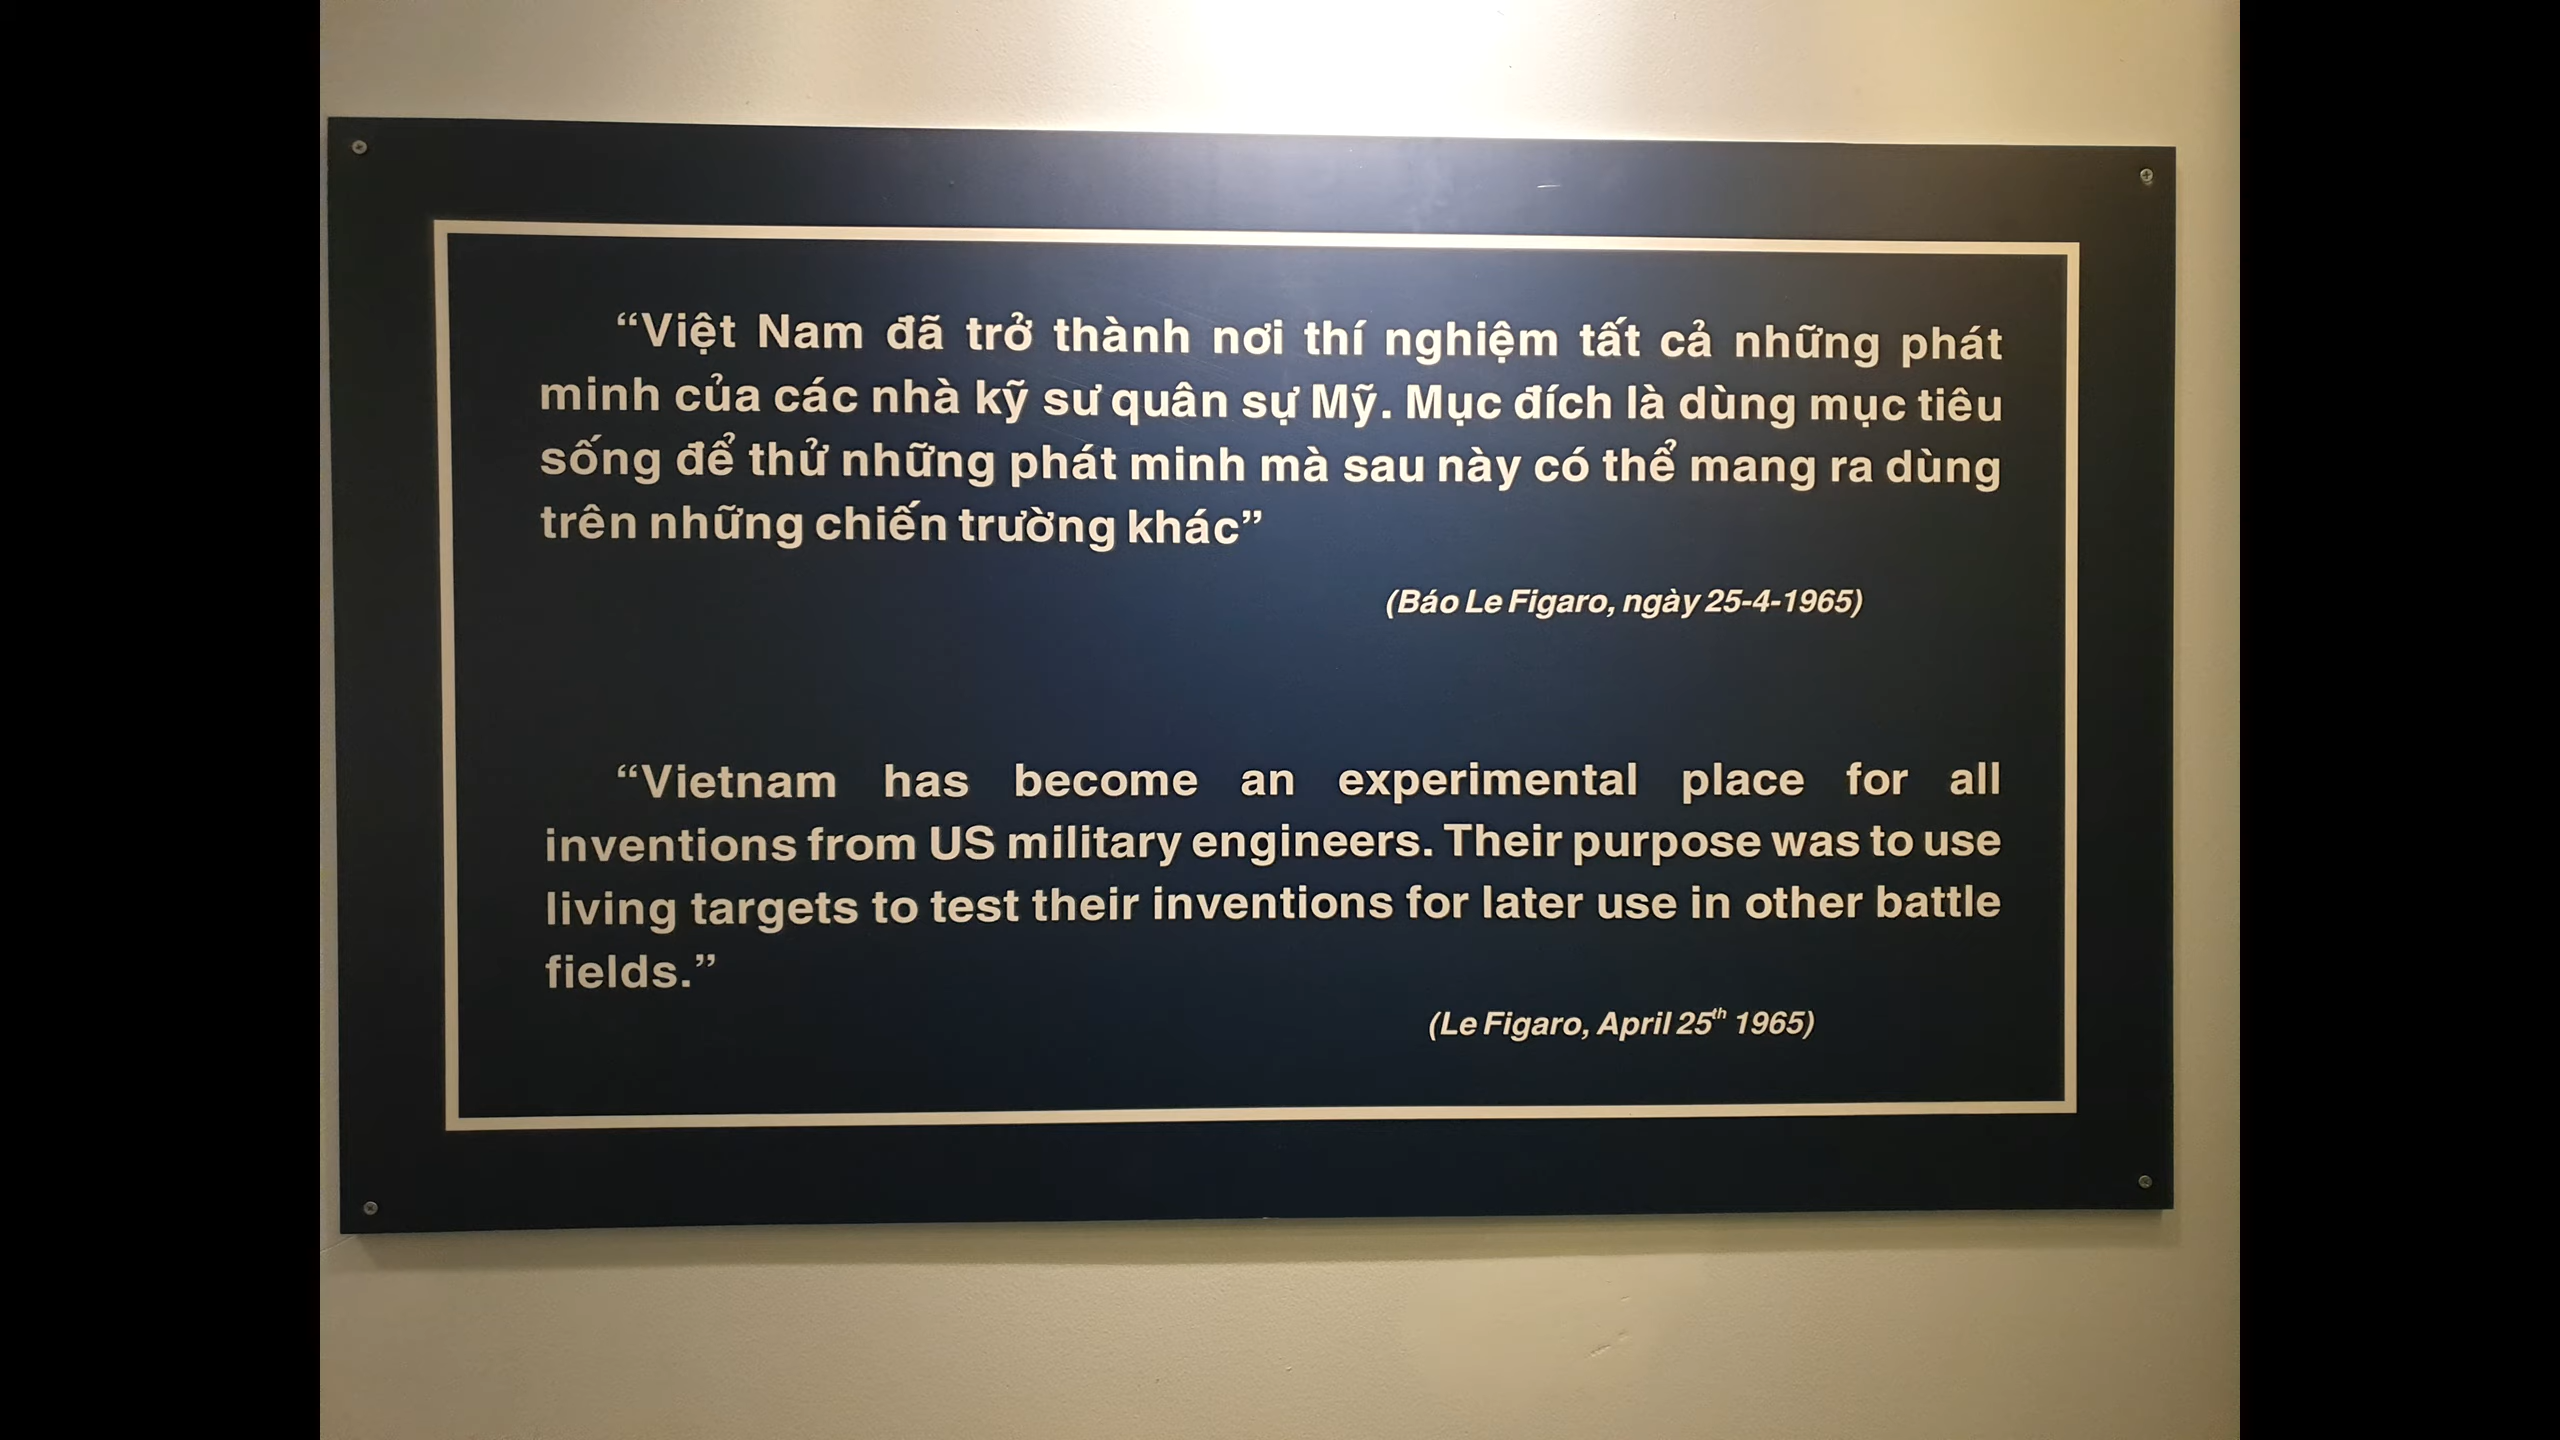 “Việt Nam đã trở thành nơi thí nghiệm tất cả những phát
minh của các nhà kỹ sư quân sự Mỹ. Mục đích là dùng mục tiêu
sống để thử những phát minh mà sau này có thể mang ra dùng
trên những chiến trường khác”
(Báo Le Figaro, ngày 25-4-1965)
“Vietnam has become an experimental place for all
inventions from US military engineers. Their purpose was to use
living targets to test their inventions for later use in other battle
fields.”
(Le Figaro, April 25th 1965)